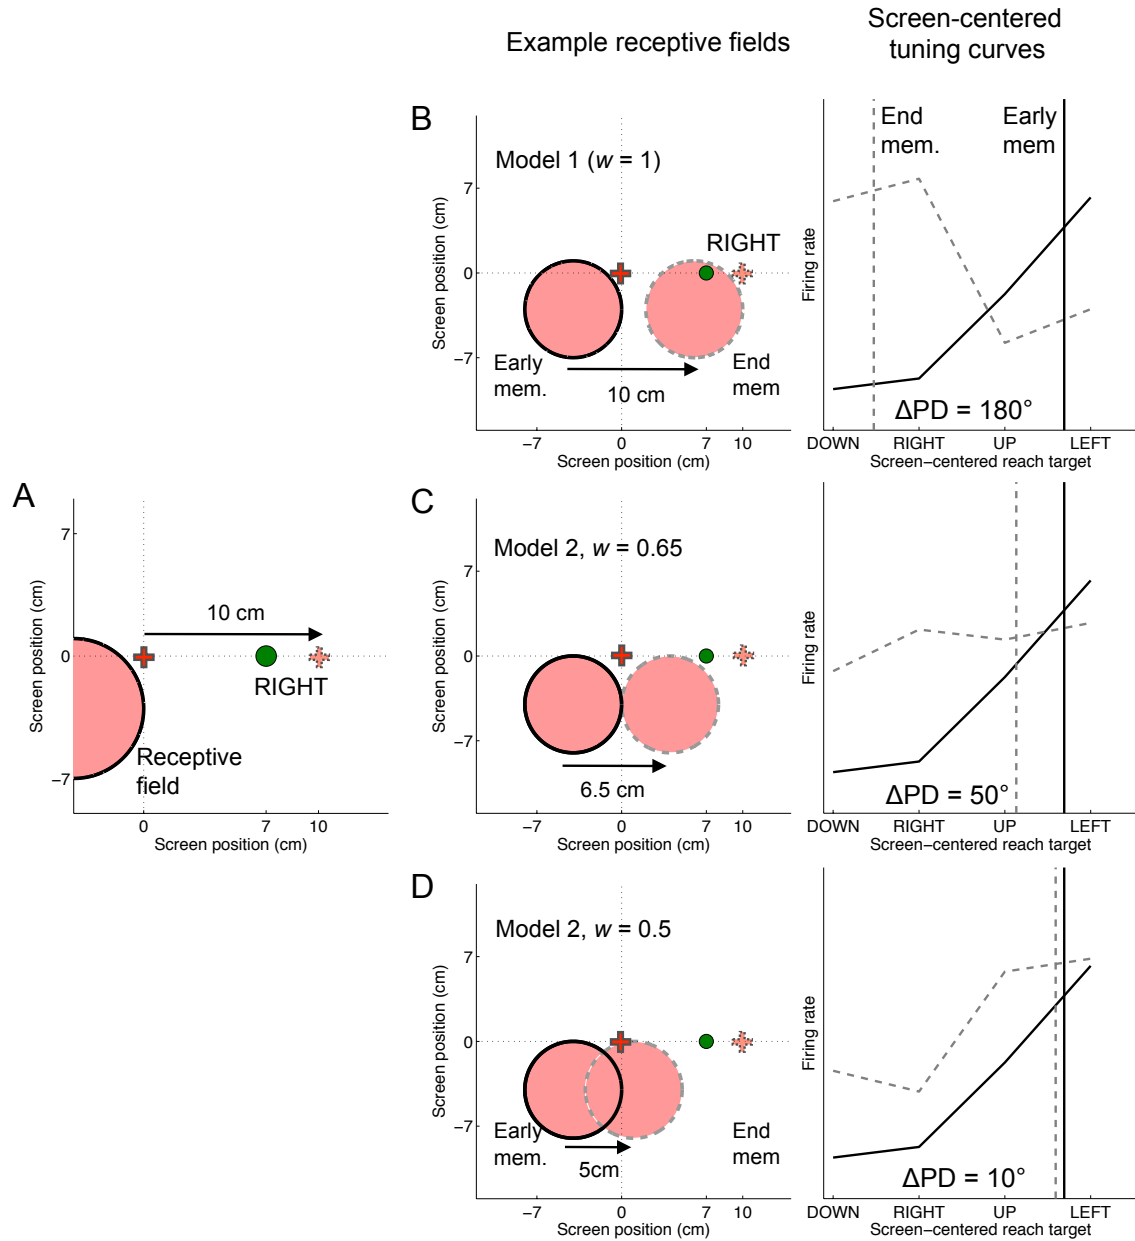 Example receptive fields
Screen-centered
tuning curves
B
Model 1 (w = 1)
RIGHT
7
0
−7
Screen position (cm)
Early
mem.
10 cm
End
mem
−7
0
7
10
Screen position (cm)
End
mem.
Early
mem
Firing rate
ΔPD = 180°
DOWN
RIGHT
UP
LEFT
Screen−centered reach target
A
7
0
−7
Screen position (cm)
10 cm
RIGHT
Receptive
field
0
7
10
Screen position (cm)
C
Model 2, w = 0.65
7
0
−7
Screen position (cm)
6.5 cm
−7
0
7
10
Screen position (cm)
Firing rate
ΔPD = 50°
DOWN
RIGHT
UP
LEFT
Screen−centered reach target
D
Model 2, w = 0.5
7
0
−7
Screen position (cm)
Early
mem.
5cm
End
mem
−7
0
7
10
Screen position (cm)
Firing rate
ΔPD = 10°
DOWN
RIGHT
UP
LEFT
Screen−centered reach target